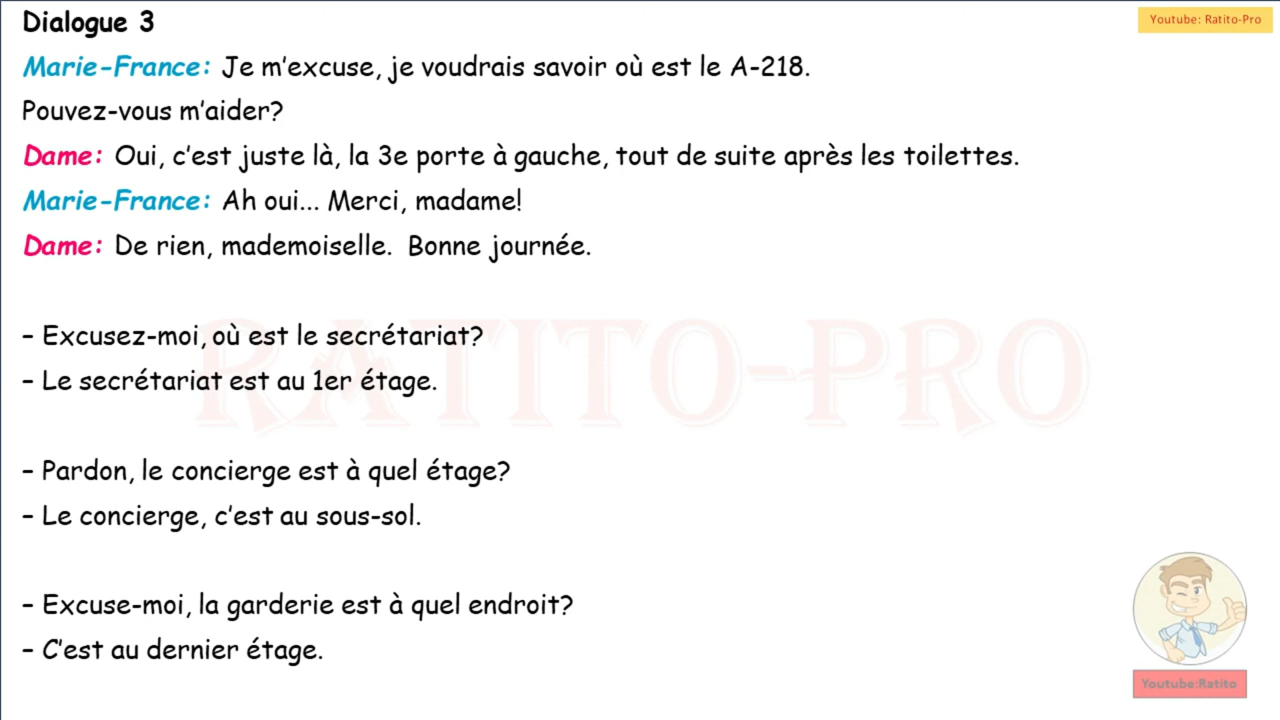 Dialogue 3
Youtube: Ratito-Pro
Marie-France: Je m'excuse, je voudrais savoir où est le A-218.
Pouvez-vous m'aider?
Dame: Oui, c'est juste là, la 3e porte à gauche, tout de suite après les toilettes.
Marie-France: Ah oui... Merci, madame!
Dame: De rien, mademoiselle. Bonne journée.
– Excusez-moi, où est le secrétariat?
RATITO-PRO
– Le secrétariat est au 1er étage.
– Pardon, le concierge est à quel étage?
– Le concierge, c'est au sous-sol.
– Excuse-moi, la garderie est à quel endroit?
– C'est au dernier étage.
Youtube:Ratito